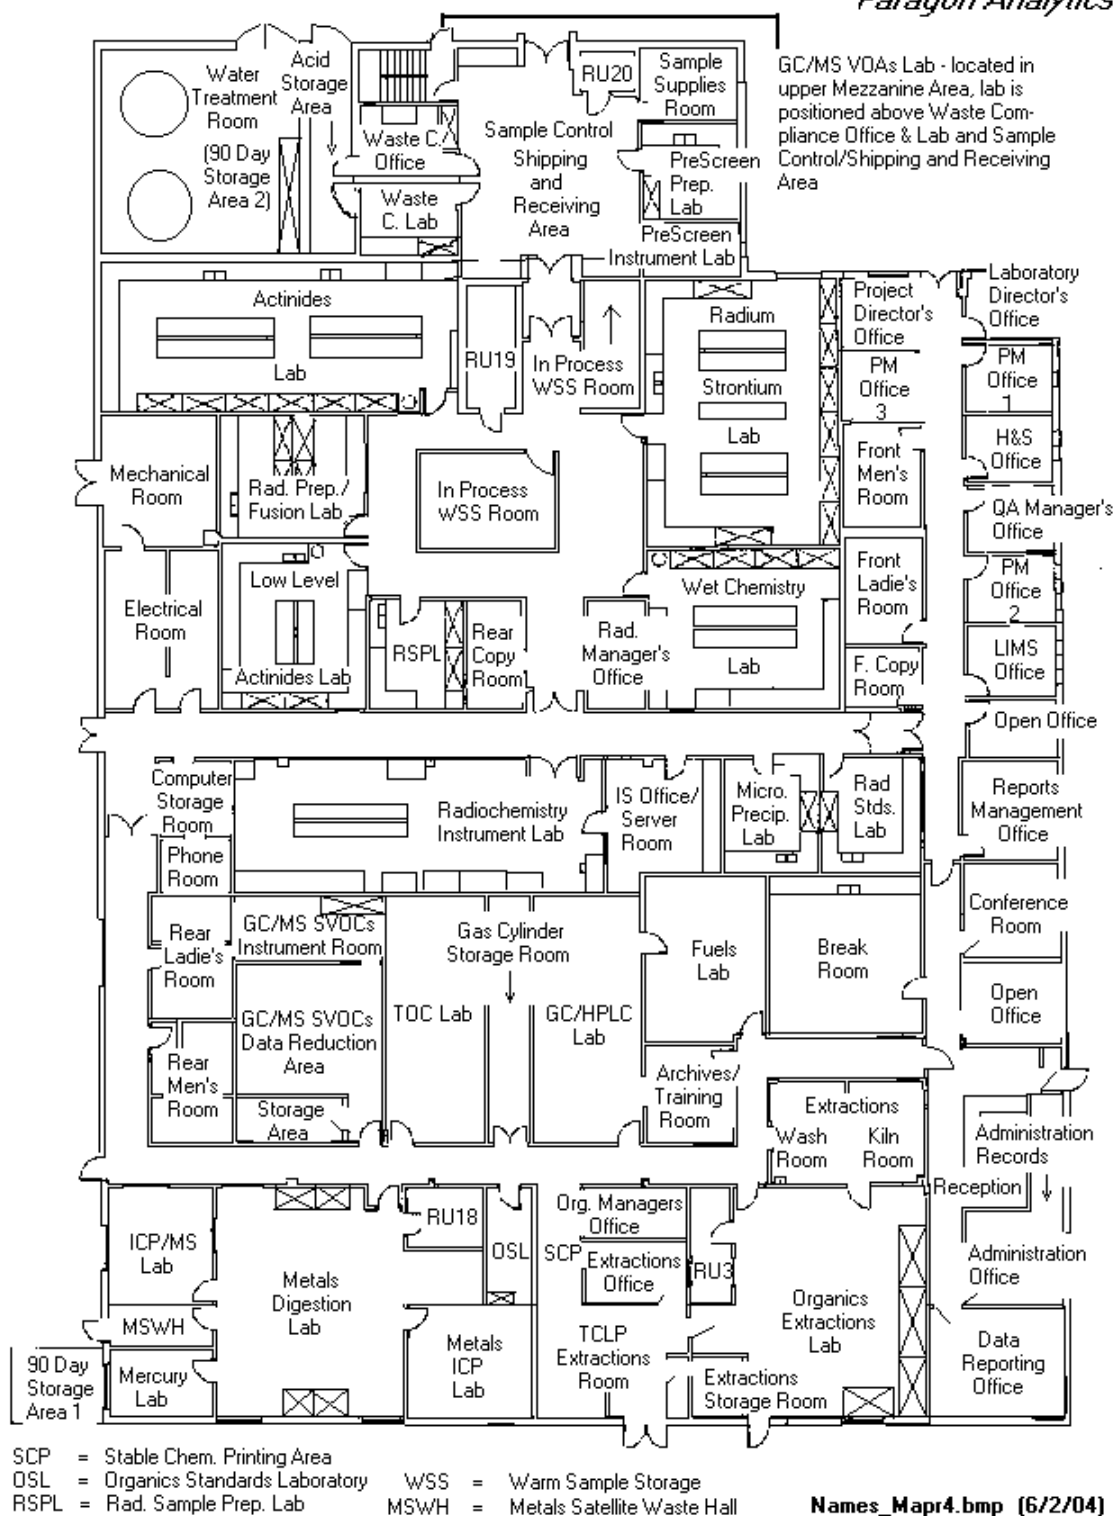 Paragon Analytics
GC/MS VOAs Lab - located in
upper Mezzanine Area, lab is
positioned above Waste Com-
pliance Office & Lab and Sample
Control/Shipping and Receiving
Area
Water
Treatment
Room
(90 Day
Storage
Area 2)
Acid
Storage
Area
Waste C.
Office
Waste
C. Lab
Sample Control
Shipping
and
Receiving
Area
RU20
Sample
Supplies
Room
PreScreen
Prep.
Lab
PreScreen
Instrument Lab
Actinides
Lab
RU19
In Process
WSS Room
Radium
Strontium
Lab
Project
Director's
Office
Laboratory
Director's
Office
PM
Office
3
PM
Office
1
H&S
Office
Mechanical
Room
Rad. Prep./
Fusion Lab
In Process
WSS Room
Front
Men's
Room
QA Manager's
Office
Electrical
Room
Low Level
Actinides Lab
RSPL
Rear
Copy
Room
Rad.
Manager's
Office
Wet Chemistry
Lab
Front
Ladie's
Room
PM
Office
2
LIMS
Office
F. Copy
Room
Open Office
Computer
Storage
Room
Phone
Room
Radiochemistry
Instrument Lab
IS Office/
Server
Room
Micro.
Precip.
Lab
Rad
Stds.
Lab
Reports
Management
Office
Rear
Ladie's
Room
GC/MS SVOCs
Instrument Room
Gas Cylinder
Storage Room
Fuels
Lab
Break
Room
Conference
Room
GC/MS SVOCs
Data Reduction
Area
TOC Lab
GC/HPLC
Lab
Open
Office
Rear
Men's
Room
Storage
Area
Archives/
Training
Room
Extractions
Wash
Room
Kiln
Room
Administration
Records
Reception
ICP/MS
Lab
Metals
Digestion
Lab
RU18
OSL
SCP
Org. Managers
Office
Extractions
Office
RU3
Organics
Extractions
Lab
Administration
Office
MSWH
Mercury
Lab
Metals
ICP
Lab
TCLP
Extractions
Room
Extractions
Storage Room
Data
Reporting
Office
90 Day
Storage
Area 1
SCP = Stable Chem. Printing Area
OSL = Organics Standards Laboratory WSS = Warm Sample Storage
RSPL = Rad. Sample Prep. Lab MSWH = Metals Satellite Waste Hall
Names_Mapr4.bmp (6/2/04)